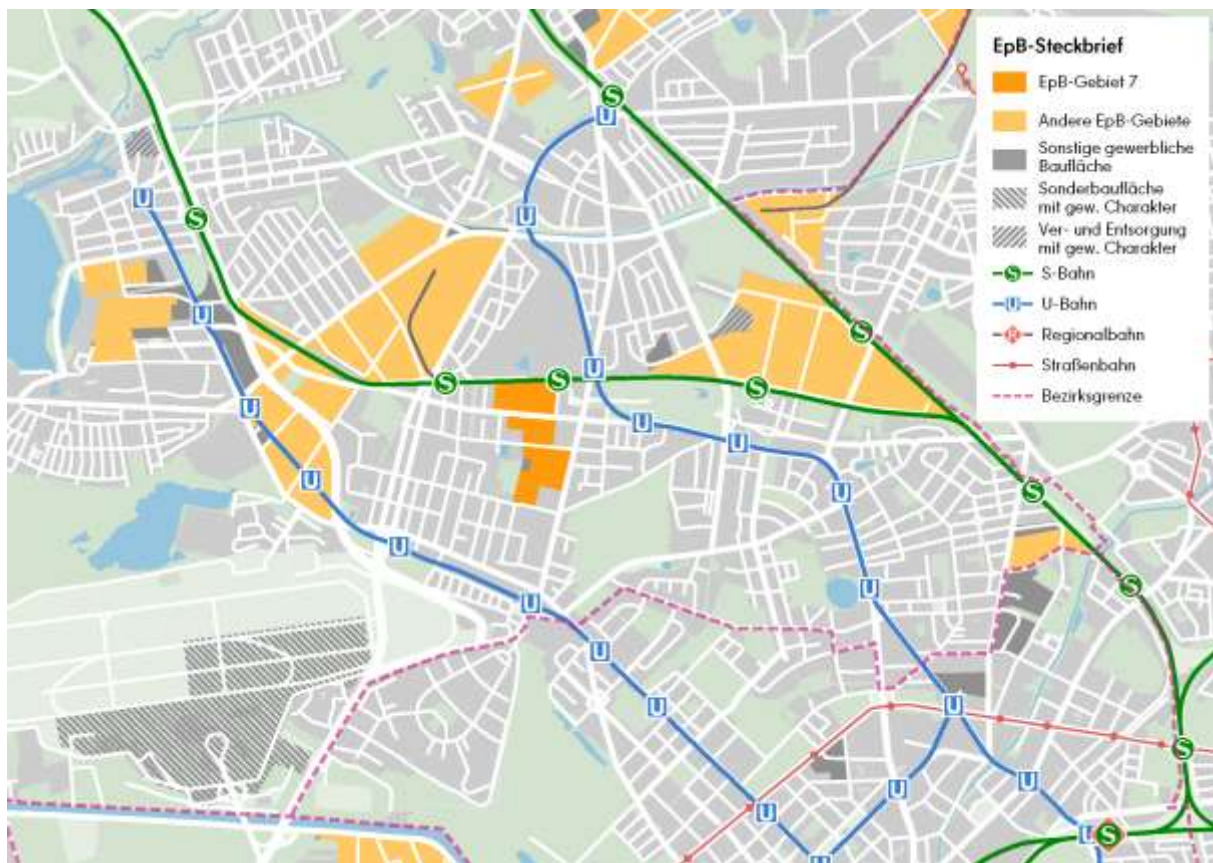 EpB-Steckbrief
EpB-Gebiet 7
Andere EpB-Gebiete
Sonstige gewerbliche
Baufläche
Sonderbaufläche
mit gew. Charakter
Ver- und Entsorgung
mit gew. Charakter
S S-Bahn
U U-Bahn
R Regionalbahn
Straßenbahn
Bezirksgrenze
S
U
S
U
U
S
U
S
U
S
S
S
U
U
U
U
U
S
U
U
U
S
U
U
U
U
S
U
U
U
U
S
U